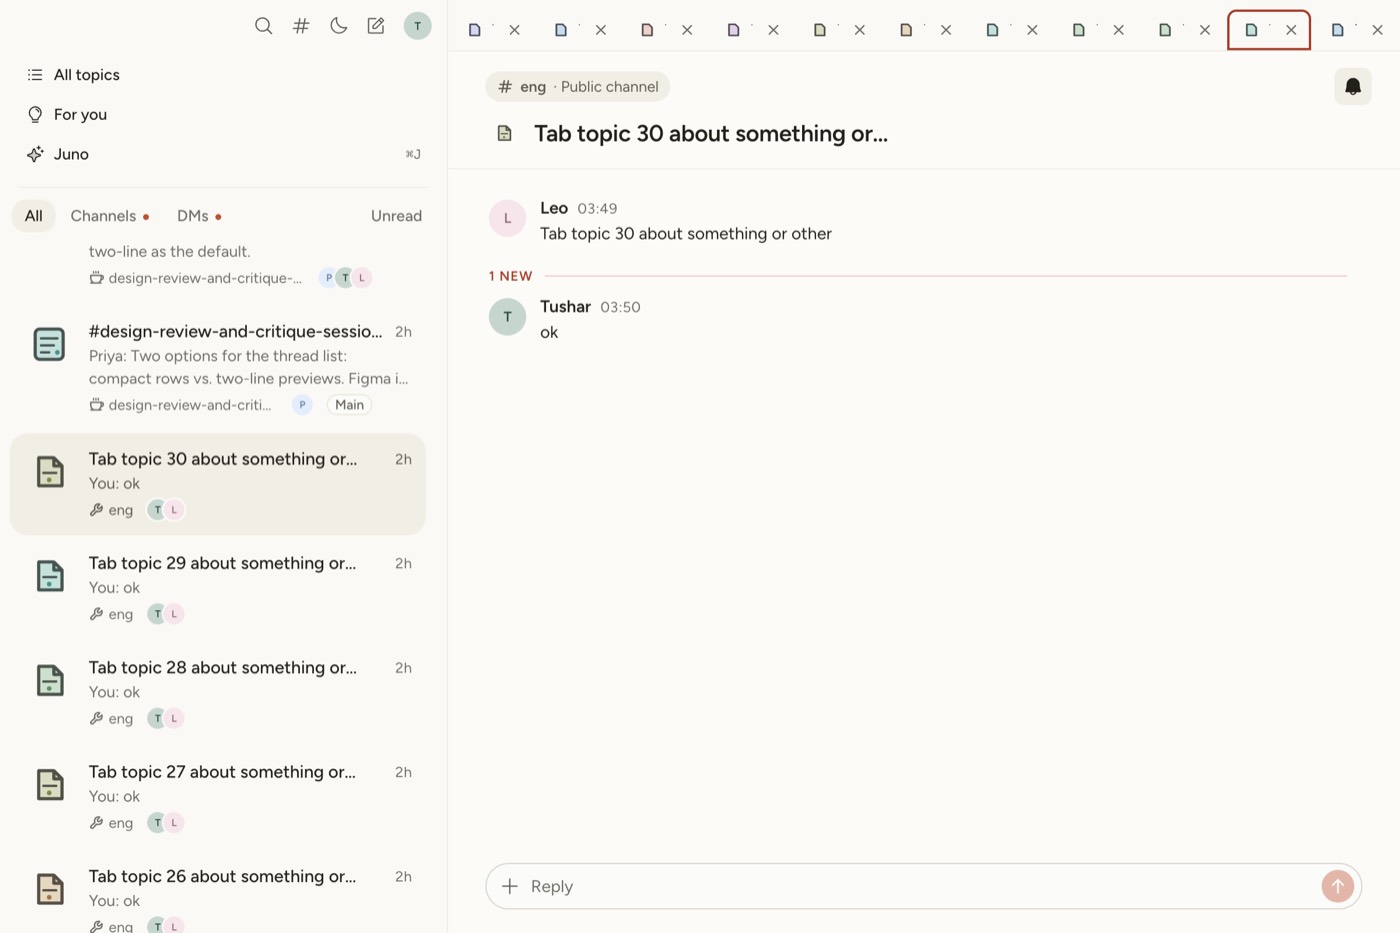 T
All topics
For you
Juno
⌘J
All
Channels
DMs
Unread
two-line as the default.
design-review-and-critique-...
P T L
#design-review-and-critique-sessio...
2h
Priya: Two options for the thread list:
compact rows vs. two-line previews. Figma i...
design-review-and-criti...
P
Main
Tab topic 30 about something or...
2h
You: ok
eng
T L
Tab topic 29 about something or...
2h
You: ok
eng
T L
Tab topic 28 about something or...
2h
You: ok
eng
T L
Tab topic 27 about something or...
2h
You: ok
eng
T L
Tab topic 26 about something or...
2h
You: ok
eng
T L
# eng · Public channel
Tab topic 30 about something or...
L
Leo 03:49
Tab topic 30 about something or other
1 NEW
T
Tushar 03:50
ok
Reply